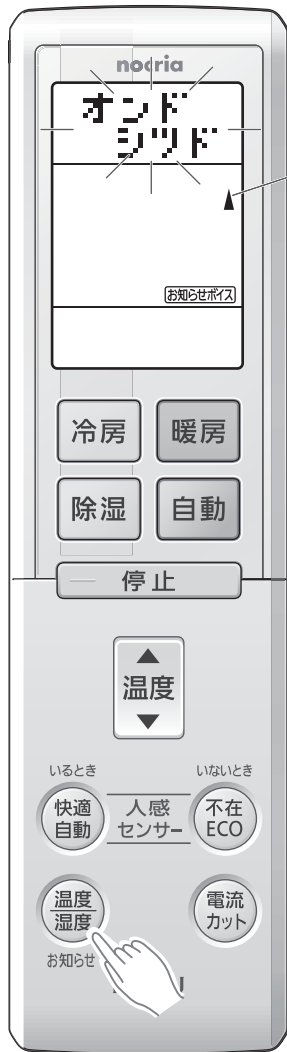 nocria
オンド
シツド
お知らせボイス
冷房 暖房
除湿 自動
停止
温度
いるとき いないとき
快適
自動
人感
センサー
不在
ECO
温度
湿度
電流
カット
お知らせ